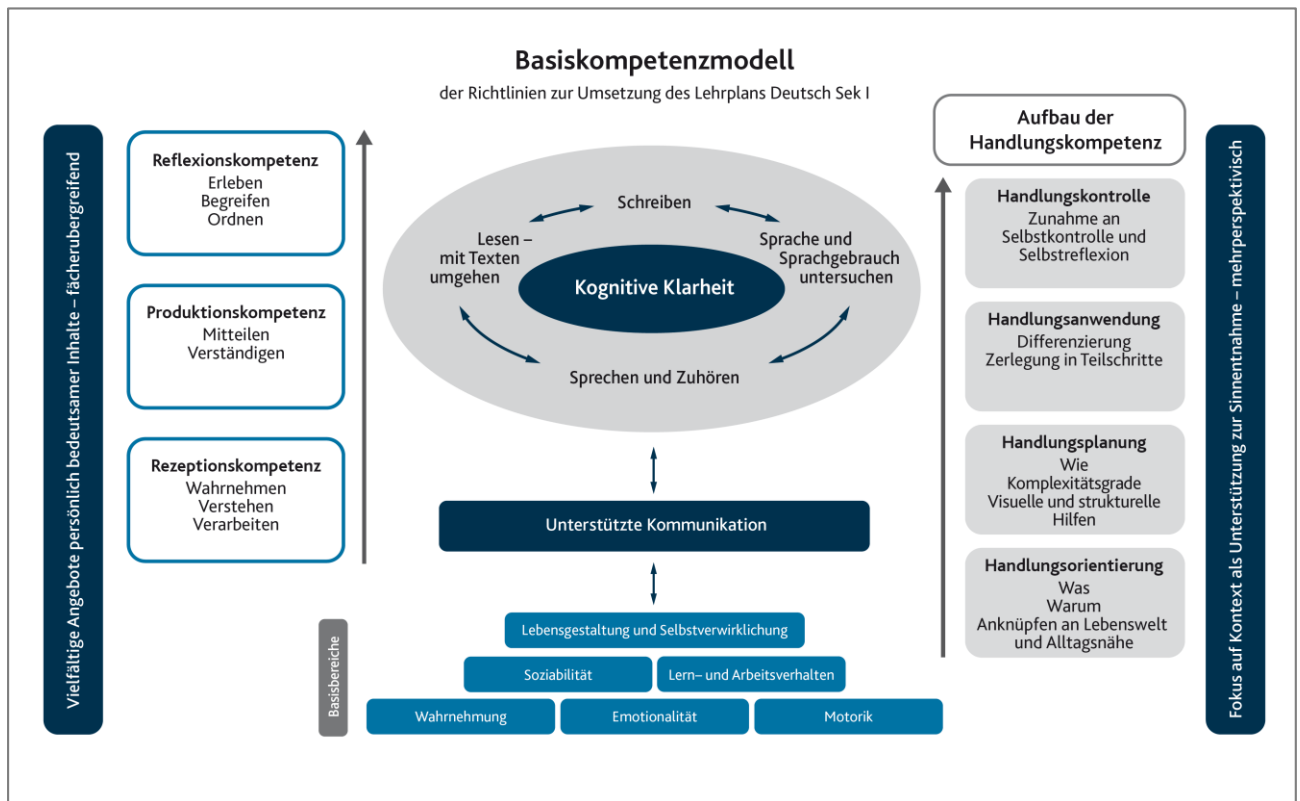 Basiskompetenzmodell
der Richtlinien zur Umsetzung des Lehrplans Deutsch Sek I
Vielfältige Angebote persönlich bedeutsamer Inhalte – fächerubergreifend
Reflexionskompetenz
Erleben
Begreifen
Ordnen
Produktionskompetenz
Mitteilen
Verständigen
Rezeptionskompetenz
Wahrnehmen
Verstehen
Verarbeiten
Schreiben
Lesen –
mit Texten
umgehen
Sprache und
Sprachgebrauch
untersuchen
Kognitive Klarheit
Sprechen und Zuhören
Unterstützte Kommunikation
Basisbereiche
Lebensgestaltung und Selbstverwirklichung
Soziabilität
Lern– und Arbeitsverhalten
Wahrnehmung
Emotionalität
Motorik
Aufbau der
Handlungskompetenz
Handlungskontrolle
Zunahme an
Selbstkontrolle und
Selbstreflexion
Handlungsanwendung
Differenzierung
Zerlegung in Teilschritte
Handlungsplanung
Wie
Komplexitätsgrade
Visuelle und strukturelle
Hilfen
Handlungsorientierung
Was
Warum
Anknüpfen an Lebenswelt
und Alltagsnähe
Fokus auf Kontext als Unterstützung zur Sinnentnahme – mehrperspektivisch